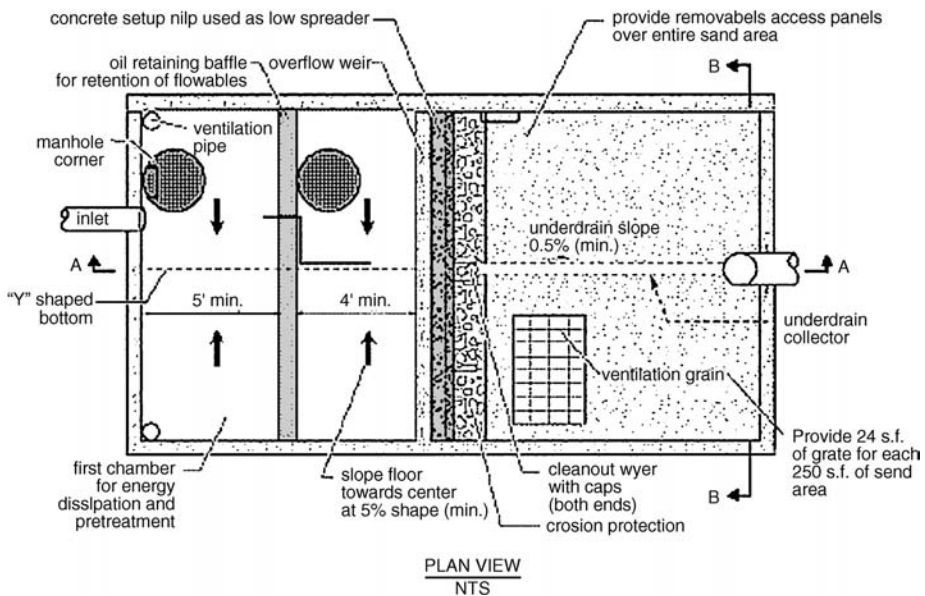 concrete setup nilp used as low spreader
provide removabels access panels
over entire sand area
oil retaining baffle
for retention of flowables
overflow weir
B
ventilation
pipe
manhole
corner
inlet
underdrain slope
0.5% (min.)
A
A
"Y" shaped
bottom
5' min.
4' min.
underdrain
collector
ventilation grain
Provide 24 s.f.
of grate for each
250 s.f. of send
area
first chamber
for energy
disslpation and
pretreatment
slope floor
towards center
at 5% shape (min.)
cleanout wyer
with caps
(both ends)
B
crosion protection
PLAN VIEW
NTS